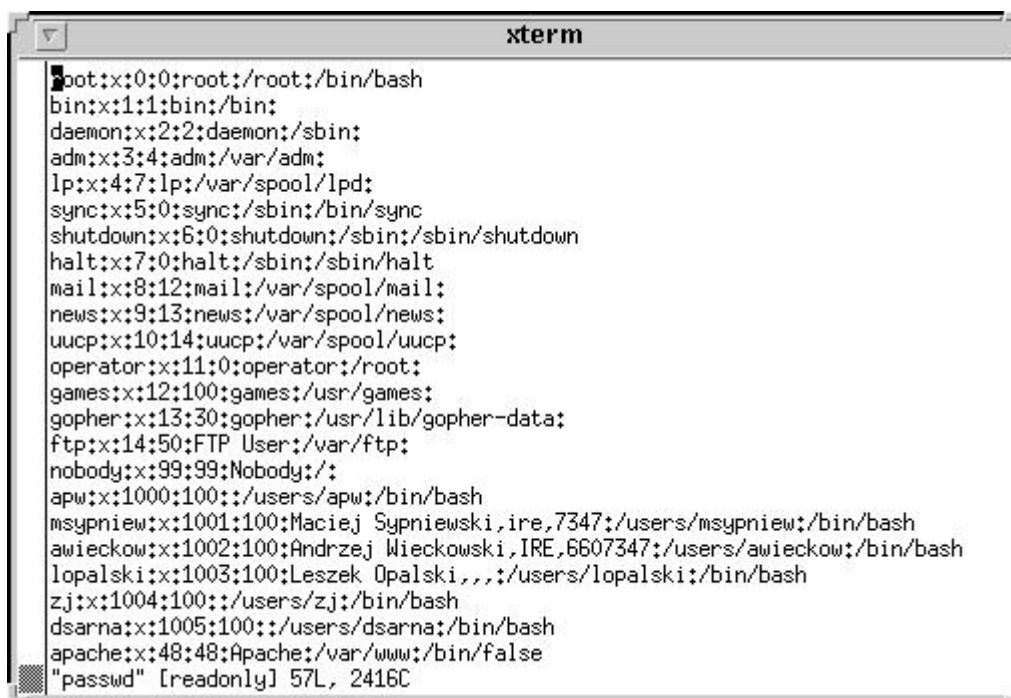 xterm
root:x:0:0:root:/root:/bin/bash
bin:x:1:1:bin:/bin:
daemon:x:2:2:daemon:/sbin:
adm:x:3:4:adm:/var/adm:
lp:x:4:7:lp:/var/spool/lpd:
sync:x:5:0:sync:/sbin:/bin/sync
shutdown:x:6:0:shutdown:/sbin:/sbin/shutdown
halt:x:7:0:halt:/sbin:/sbin/halt
mail:x:8:12:mail:/var/spool/mail:
news:x:9:13:news:/var/spool/news:
uucp:x:10:14:uucp:/var/spool/uucp:
operator:x:11:0:operator:/root:
games:x:12:100:games:/usr/games:
gopher:x:13:30:gopher:/usr/lib/gopher-data:
ftp:x:14:50:FTP User:/var/ftp:
nobody:x:99:99:Nobody:/:
apw:x:1000:100::/users/apw:/bin/bash
msypniew:x:1001:100:Maciej Sypniewski,ire,7347:/users/msypniew:/bin/bash
awieckow:x:1002:100:Andrzej Wieckowski,IRE,6607347:/users/awieckow:/bin/bash
lopalski:x:1003:100:Leszek Opalski,,,:/users/lopalski:/bin/bash
zj:x:1004:100::/users/zj:/bin/bash
dsarna:x:1005:100::/users/dsarna:/bin/bash
apache:x:48:48:Apache:/var/www:/bin/false
"passwd" [readonly] 57L, 2416C